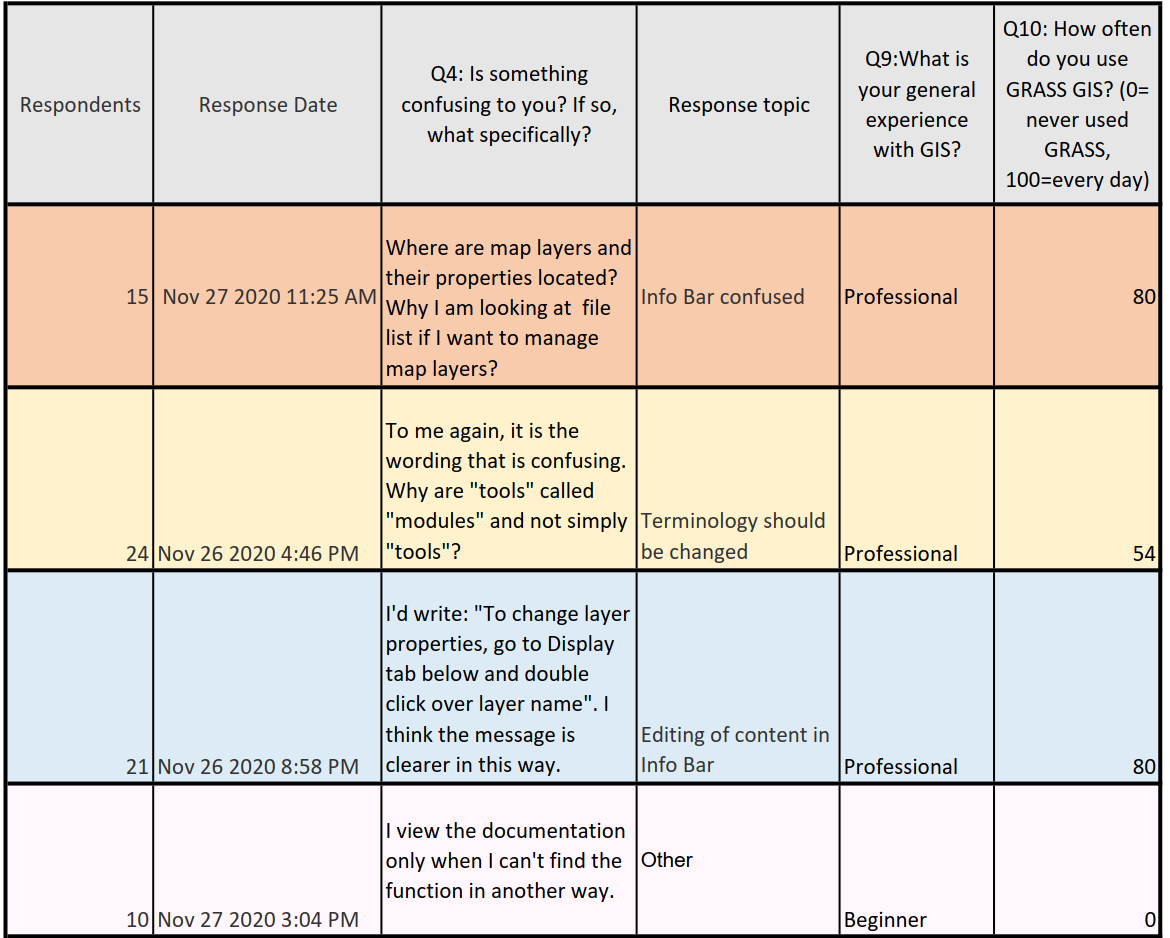 Respondents
Response Date
Q4: Is something
confusing to you? If so,
what specifically?
Response topic
Q9:What is
your general
experience
with GIS?
Q10: How often
do you use
GRASS GIS? (0=
never used
GRASS,
100=every day)
15
Nov 27 2020 11:25 AM
Where are map layers and
their properties located?
Why I am looking at  file
list if I want to manage
map layers?
Info Bar confused
Professional
80
24
Nov 26 2020 4:46 PM
To me again, it is the
wording that is confusing.
Why are "tools" called
"modules" and not simply
"tools"?
Terminology should
be changed
Professional
54
21
Nov 26 2020 8:58 PM
I'd write: "To change layer
properties, go to Display
tab below and double
click over layer name". I
think the message is
clearer in this way.
Editing of content in
Info Bar
Professional
80
10
Nov 27 2020 3:04 PM
I view the documentation
only when I can't find the
function in another way.
Other
Beginner
0